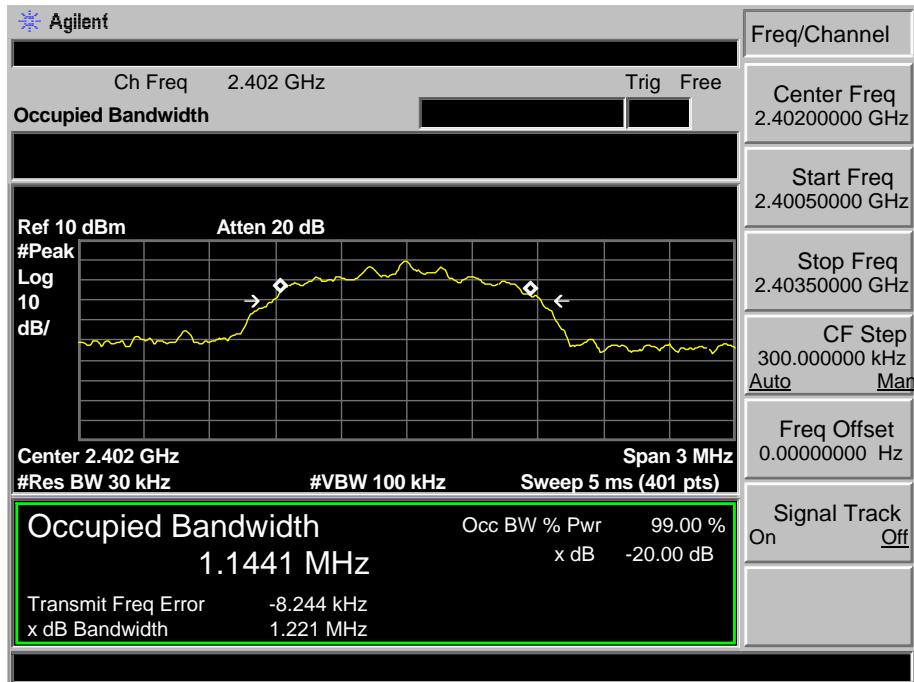 Agilent
Freq/Channel
Ch Freq 2.402 GHz Trig Free
Occupied Bandwidth
Center Freq
2.40200000 GHz
Start Freq
2.40050000 GHz
Stop Freq
2.40350000 GHz
CF Step
300.000000 kHz
Auto Man
Freq Offset
0.00000000 Hz
Signal Track
On Off
Ref 10 dBm Atten 20 dB
#Peak
Log
10
dB/
Center 2.402 GHz Span 3 MHz
#Res BW 30 kHz #VBW 100 kHz Sweep 5 ms (401 pts)
Occupied Bandwidth
1.1441 MHz
Occ BW % Pwr 99.00 %
x dB -20.00 dB
Transmit Freq Error -8.244 kHz
x dB Bandwidth 1.221 MHz